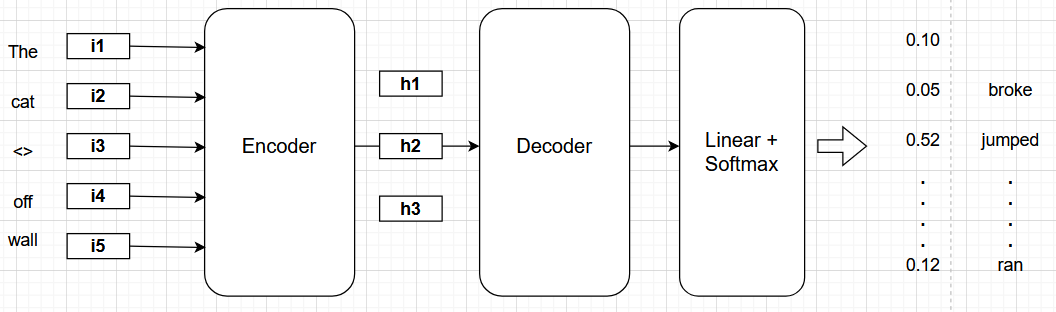 The
i1
cat
i2
<>
i3
off
i4
wall
i5
Encoder
h1
h2
h3
Decoder
Linear +
Softmax
0.10
0.05 broke
0.52 jumped
. .
. .
. .
. .
0.12 ran